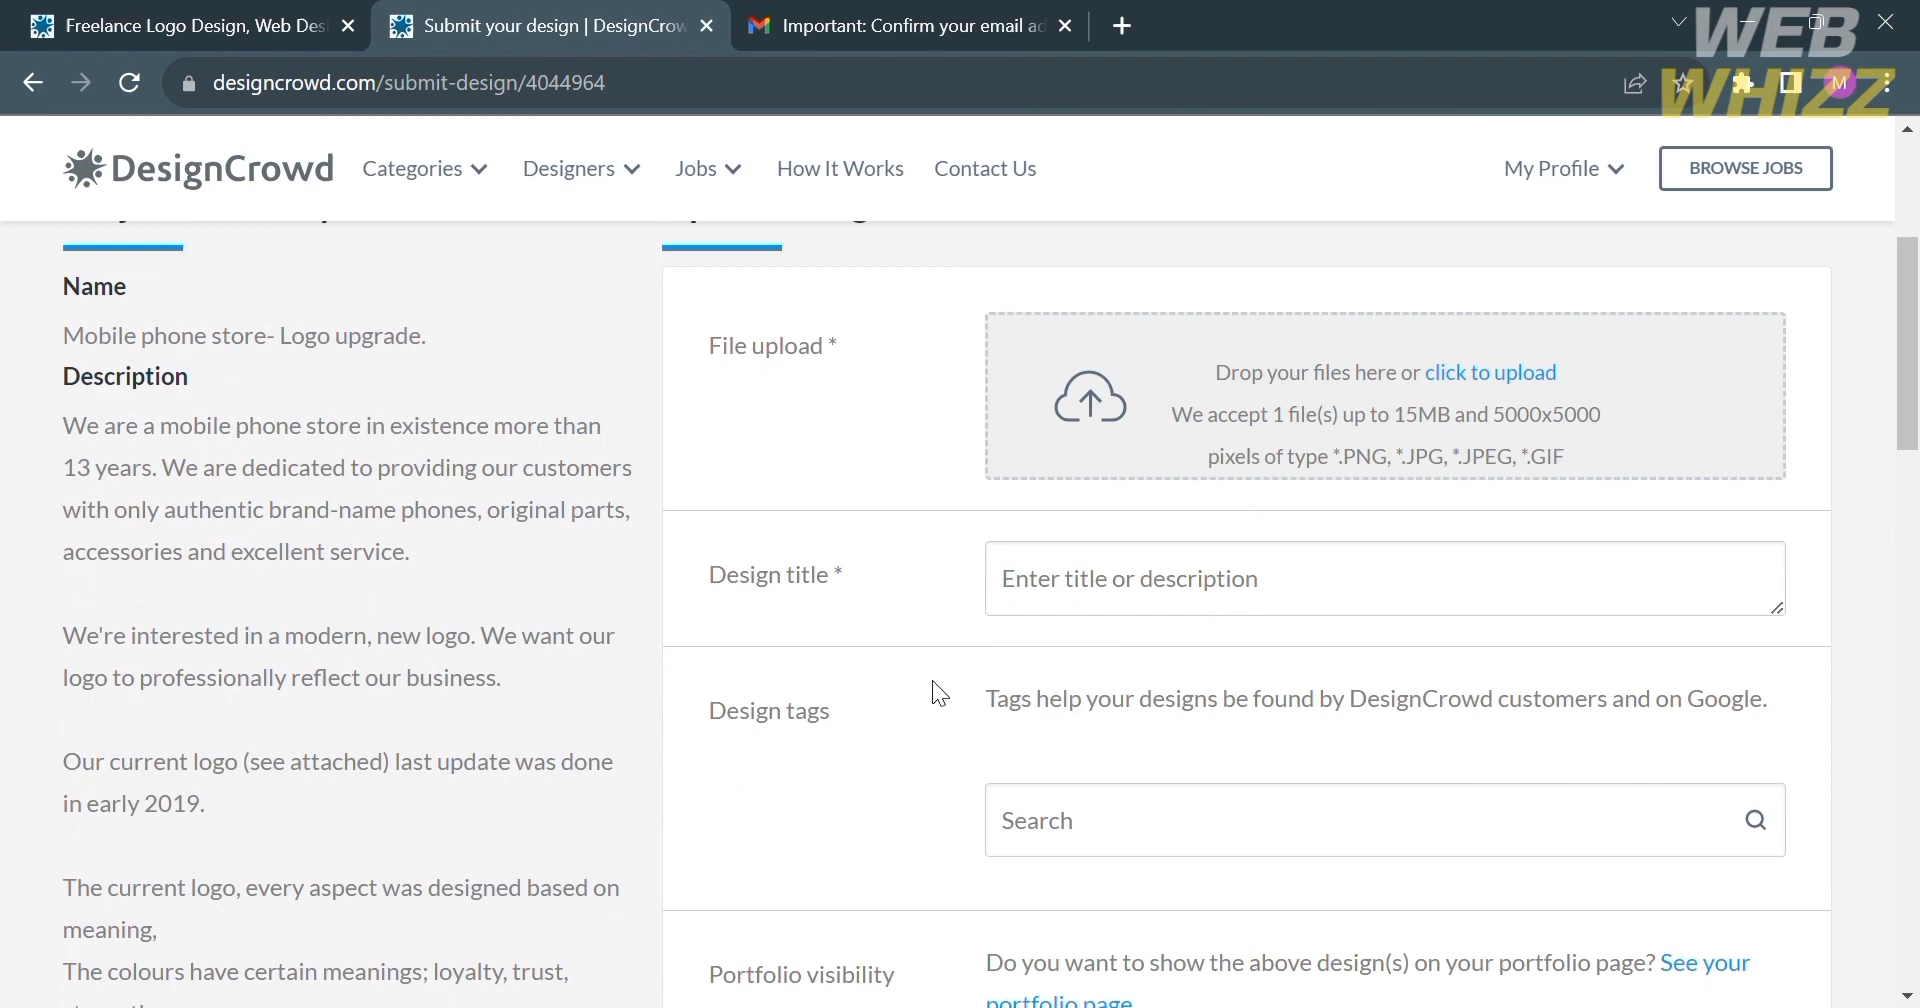 Freelance Logo Design, Web Des
Submit your design | DesignCrow
Important: Confirm your email ad
WEB
WHIZZ
designcrowd.com/submit-design/4044964
M
DesignCrowd
Categories
Designers
Jobs
How It Works
Contact Us
My Profile
BROWSE JOBS
Name
Mobile phone store- Logo upgrade.
Description
We are a mobile phone store in existence more than
13 years. We are dedicated to providing our customers
with only authentic brand-name phones, original parts,
accessories and excellent service.
We're interested in a modern, new logo. We want our
logo to professionally reflect our business.
Our current logo (see attached) last update was done
in early 2019.
The current logo, every aspect was designed based on
meaning,
The colours have certain meanings; loyalty, trust,
File upload *
Drop your files here or click to upload
We accept 1 file(s) up to 15MB and 5000x5000
pixels of type *.PNG, *.JPG, *.JPEG, *.GIF
Design title *
Enter title or description
Design tags
Tags help your designs be found by DesignCrowd customers and on Google.
Search
Portfolio visibility
Do you want to show the above design(s) on your portfolio page? See your
portfolio page